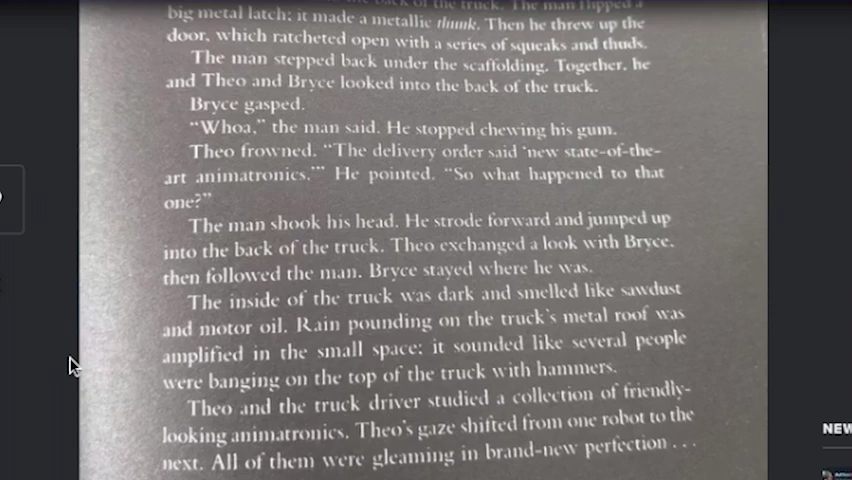 back of the truck. The man flipped a
big metal latch; it made a metallic thunk. Then he threw up the
door, which ratcheted open with a series of squeaks and thuds.
The man stepped back under the scaffolding. Together, he
and Theo and Bryce looked into the back of the truck.
Bryce gasped.
“Whoa,” the man said. He stopped chewing his gum.
Theo frowned. “The delivery order said ‘new state-of-the-
art animatronics.’” He pointed. “So what happened to that
one?”
The man shook his head. He strode forward and jumped up
into the back of the truck. Theo exchanged a look with Bryce,
then followed the man. Bryce stayed where he was.
The inside of the truck was dark and smelled like sawdust
and motor oil. Rain pounding on the truck’s metal roof was
amplified in the small space; it sounded like several people
were banging on the top of the truck with hammers.
Theo and the truck driver studied a collection of friendly-
looking animatronics. Theo’s gaze shifted from one robot to the
next. All of them were gleaming in brand-new perfection . . .
NEW